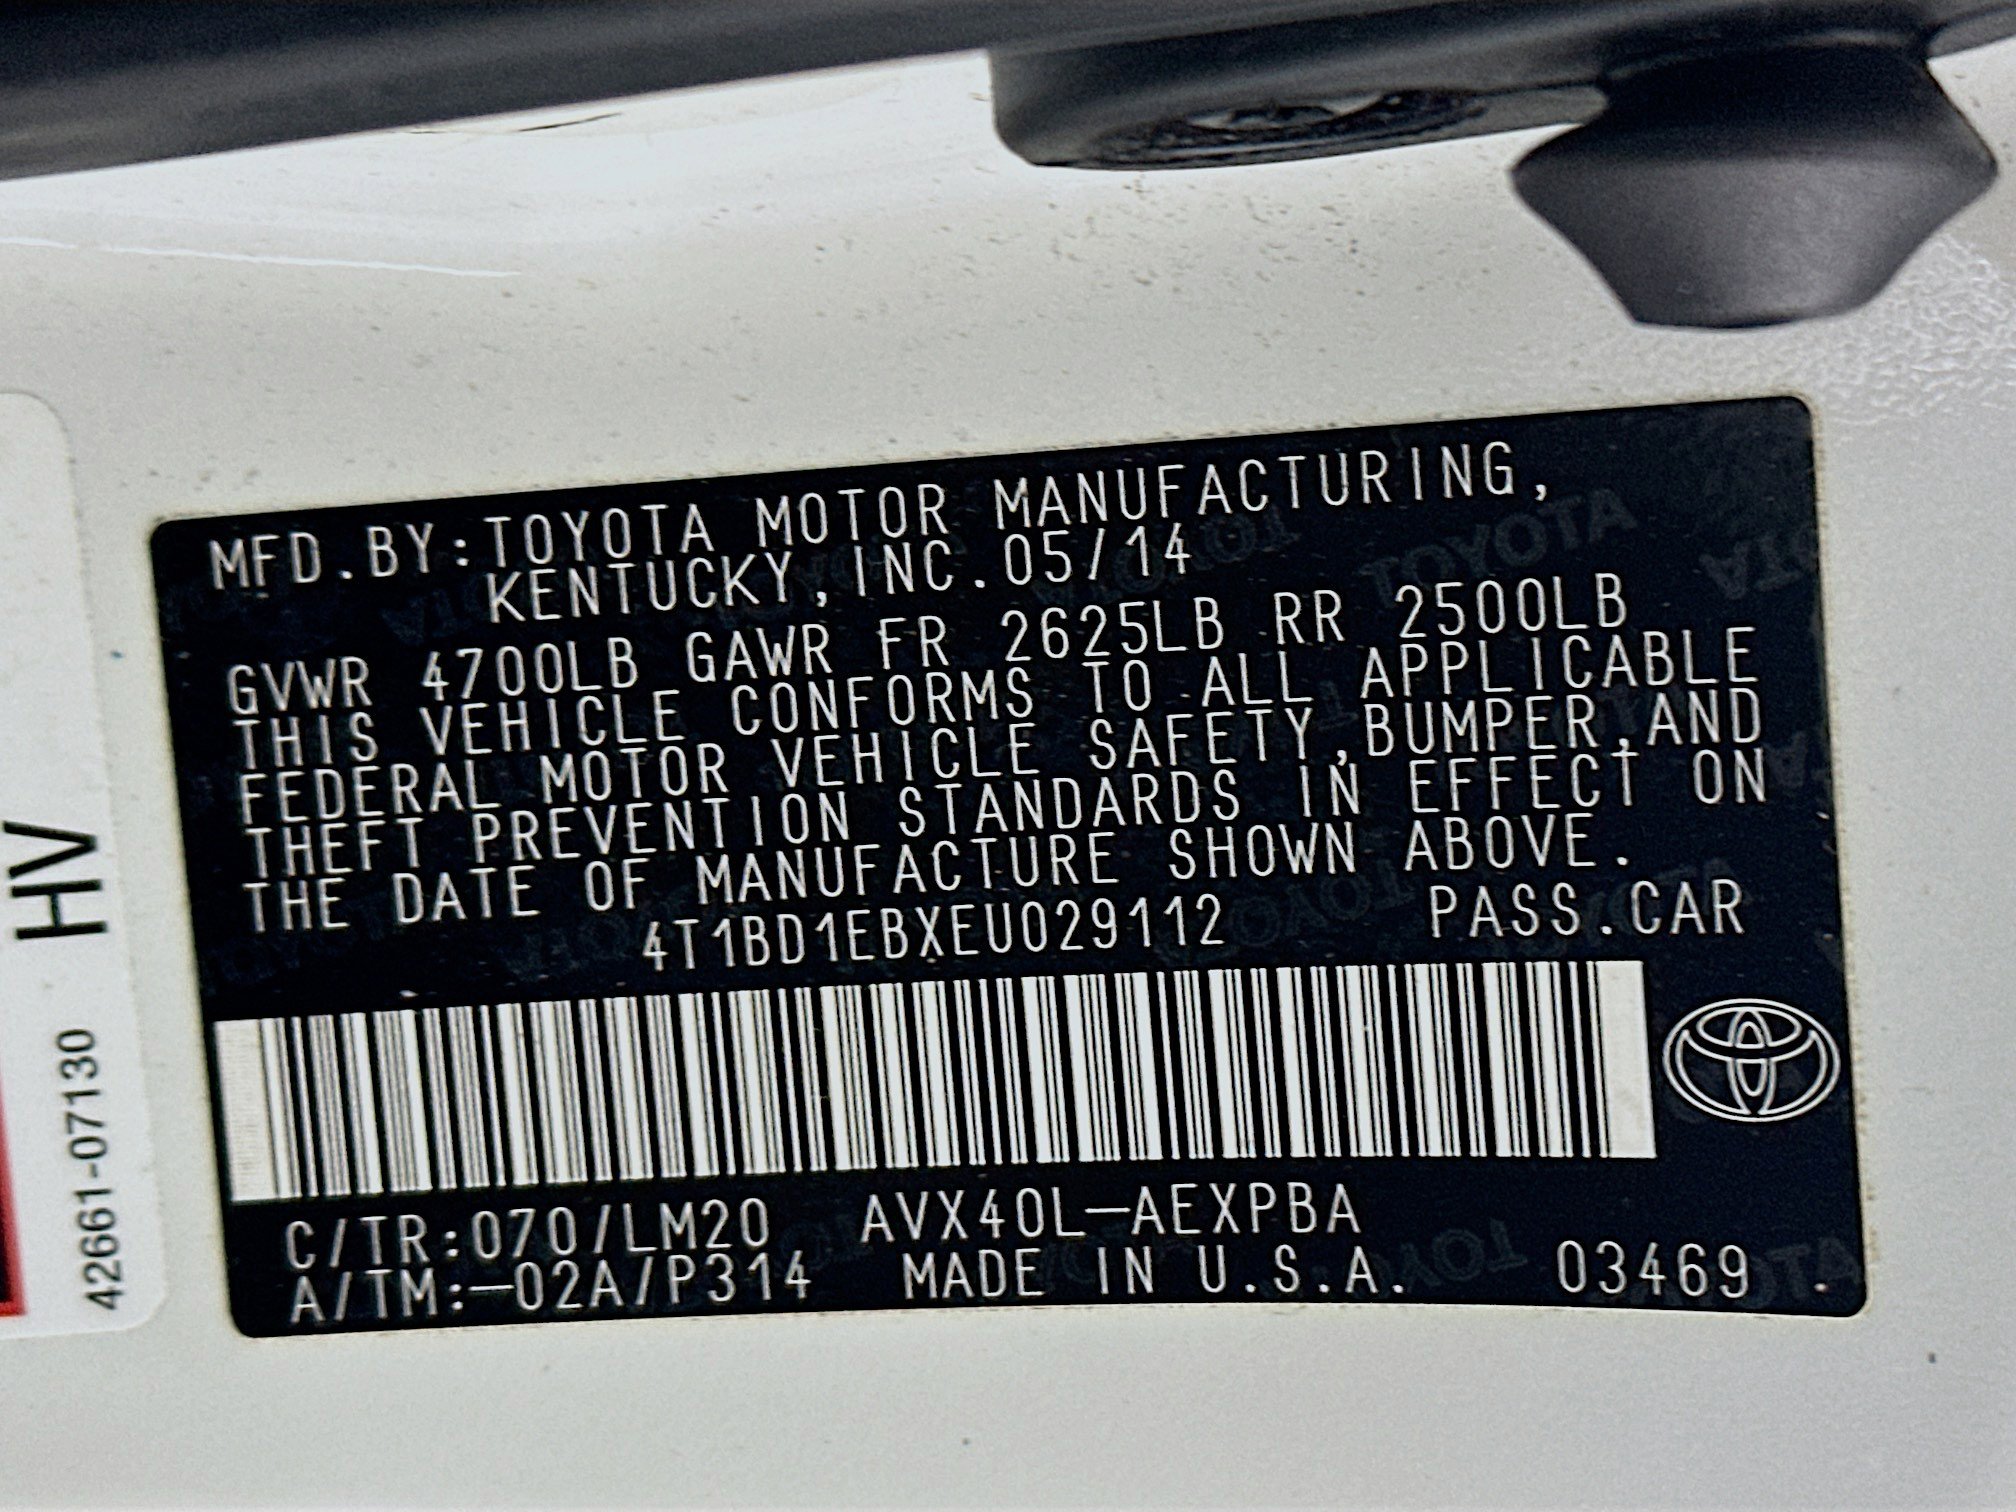 MFD.BY:TOYOTA MOTOR MANUFACTURING,
KENTUCKY,INC.05/14
GVWR 4700LB GAWR FR 2625LB RR 2500LB
THIS VEHICLE CONFORMS TO ALL APPLICABLE
FEDERAL MOTOR VEHICLE SAFETY,BUMPER,AND
THEFT PREVENTION STANDARDS IN EFFECT ON
THE DATE OF MANUFACTURE SHOWN ABOVE.
4T1BD1EBXEU029112 PASS.CAR
C/TR:070/LM20 AVX40L-AEXPBA
A/TM:-02A/P314 MADE IN U.S.A. 03469
HV
42661-07130